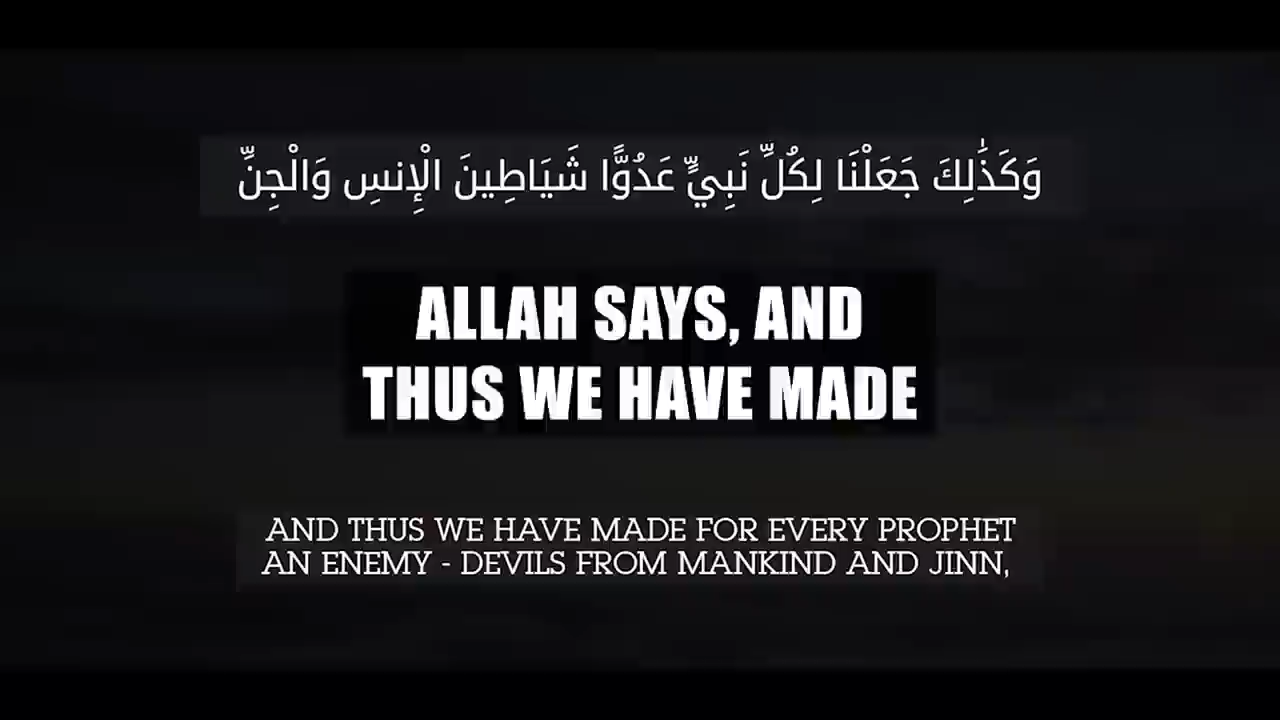 وَكَذَٰلِكَ جَعَلْنَا لِكُلِّ نَبِيٍّ عَدُوًّا شَيَاطِينَ الْإِنسِ وَالْجِنِّ
ALLAH SAYS, AND
THUS WE HAVE MADE
AND THUS WE HAVE MADE FOR EVERY PROPHET
AN ENEMY - DEVILS FROM MANKIND AND JINN,